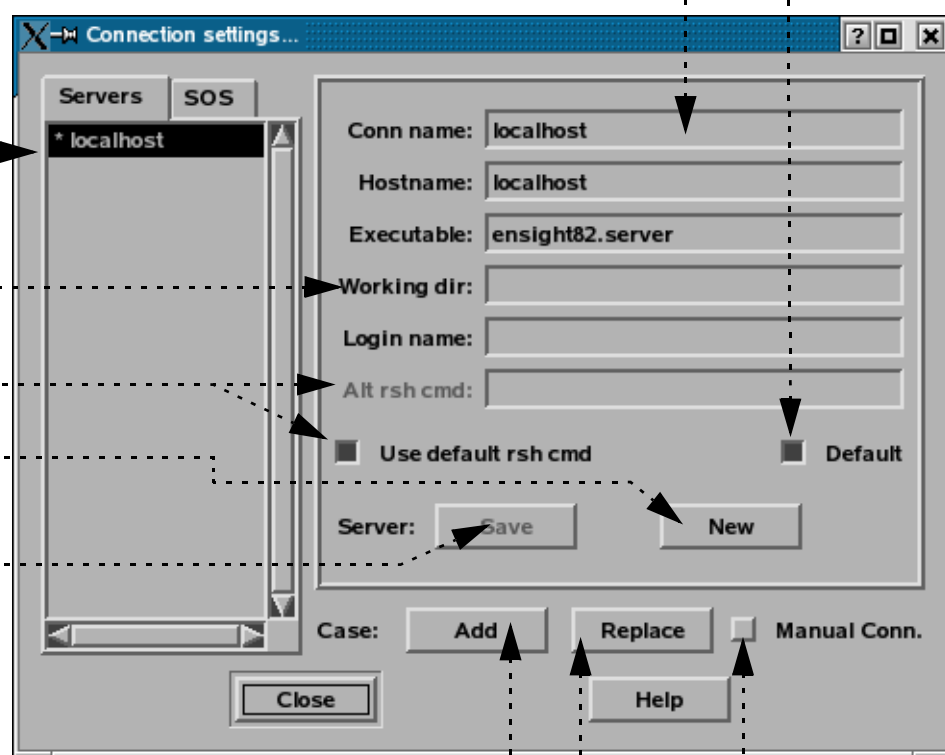 Connection settings...
?
Servers
SOS
* localhost
Conn name: localhost
Hostname: localhost
Executable: ensight82.server
Working dir:
Login name:
Alt rsh cmd:
Use default rsh cmd
Default
Server: Save New
Case: Add Replace Manual Conn.
Close
Help